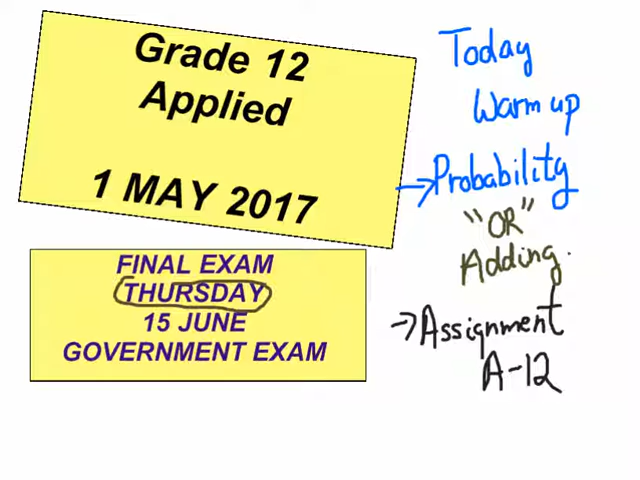 Grade 12
Applied
1 MAY 2017
FINAL EXAM
THURSDAY
15 JUNE
GOVERNMENT EXAM
Today
Warm up
→Probability
"OR"
Adding.
→Assignment
A-12